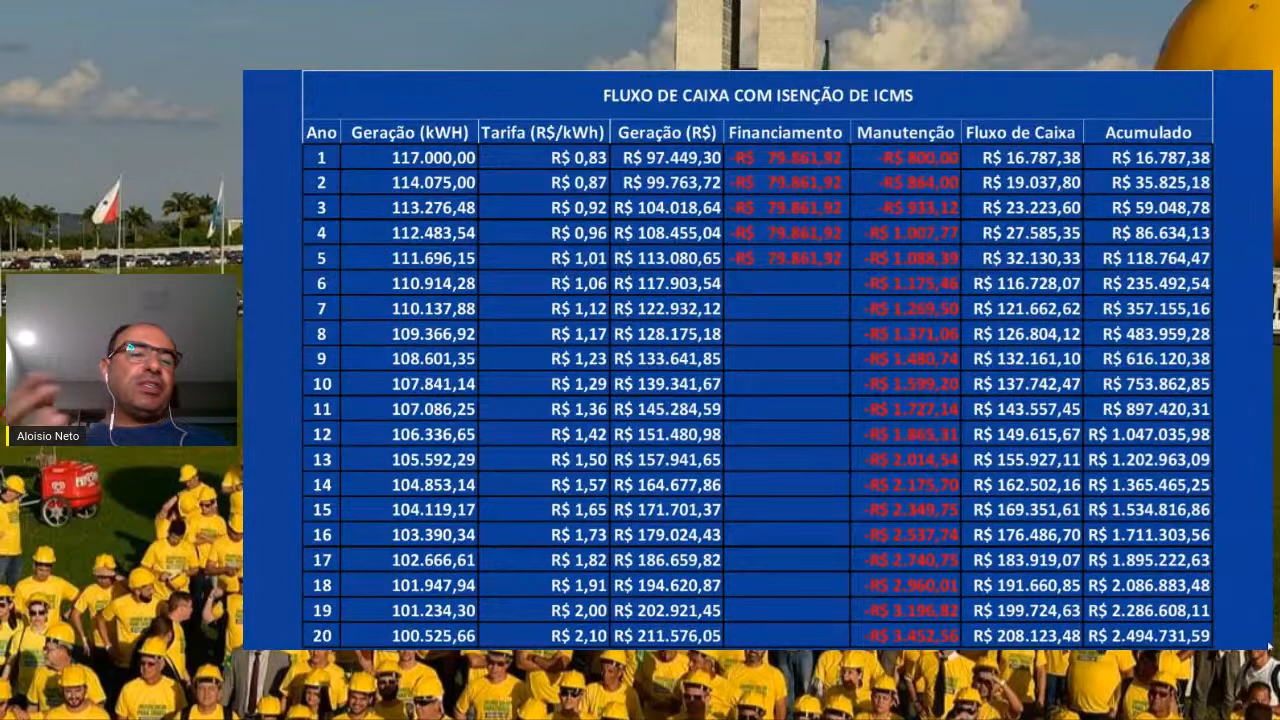 FLUXO DE CAIXA COM ISENÇÃO DE ICMS
Ano Geração (kWH) Tarifa (R$/kWh) Geração (R$) Financiamento Manutenção Fluxo de Caixa Acumulado
1 117.000,00 R$ 0,83 R$ 97.449,30 -R$ 79.861,92 -R$ 800,00 R$ 16.787,38 R$ 16.787,38
2 114.075,00 R$ 0,87 R$ 99.763,72 -R$ 79.861,92 -R$ 864,00 R$ 19.037,80 R$ 35.825,18
3 113.276,48 R$ 0,92 R$ 104.018,64 -R$ 79.861,92 -R$ 933,12 R$ 23.223,60 R$ 59.048,78
4 112.483,54 R$ 0,96 R$ 108.455,04 -R$ 79.861,92 -R$ 1.007,77 R$ 27.585,35 R$ 86.634,13
5 111.696,15 R$ 1,01 R$ 113.080,65 -R$ 79.861,92 -R$ 1.088,39 R$ 32.130,33 R$ 118.764,47
6 110.914,28 R$ 1,06 R$ 117.903,54 -R$ 1.175,46 R$ 116.728,07 R$ 235.492,54
7 110.137,88 R$ 1,12 R$ 122.932,12 -R$ 1.269,50 R$ 121.662,62 R$ 357.155,16
8 109.366,92 R$ 1,17 R$ 128.175,18 -R$ 1.371,06 R$ 126.804,12 R$ 483.959,28
9 108.601,35 R$ 1,23 R$ 133.641,85 -R$ 1.480,74 R$ 132.161,10 R$ 616.120,38
10 107.841,14 R$ 1,29 R$ 139.341,67 -R$ 1.599,20 R$ 137.742,47 R$ 753.862,85
11 107.086,25 R$ 1,36 R$ 145.284,59 -R$ 1.727,14 R$ 143.557,45 R$ 897.420,31
12 106.336,65 R$ 1,42 R$ 151.480,98 -R$ 1.865,31 R$ 149.615,67 R$ 1.047.035,98
13 105.592,29 R$ 1,50 R$ 157.941,65 -R$ 2.014,54 R$ 155.927,11 R$ 1.202.963,09
14 104.853,14 R$ 1,57 R$ 164.677,86 -R$ 2.175,70 R$ 162.502,16 R$ 1.365.465,25
15 104.119,17 R$ 1,65 R$ 171.701,37 -R$ 2.349,75 R$ 169.351,61 R$ 1.534.816,86
16 103.390,34 R$ 1,73 R$ 179.024,43 -R$ 2.537,74 R$ 176.486,70 R$ 1.711.303,56
17 102.666,61 R$ 1,82 R$ 186.659,82 -R$ 2.740,75 R$ 183.919,07 R$ 1.895.222,63
18 101.947,94 R$ 1,91 R$ 194.620,87 -R$ 2.960,01 R$ 191.660,85 R$ 2.086.883,48
19 101.234,30 R$ 2,00 R$ 202.921,45 -R$ 3.196,82 R$ 199.724,63 R$ 2.286.608,11
20 100.525,66 R$ 2,10 R$ 211.576,05 -R$ 3.452,56 R$ 208.123,48 R$ 2.494.731,59
Aloisio Neto